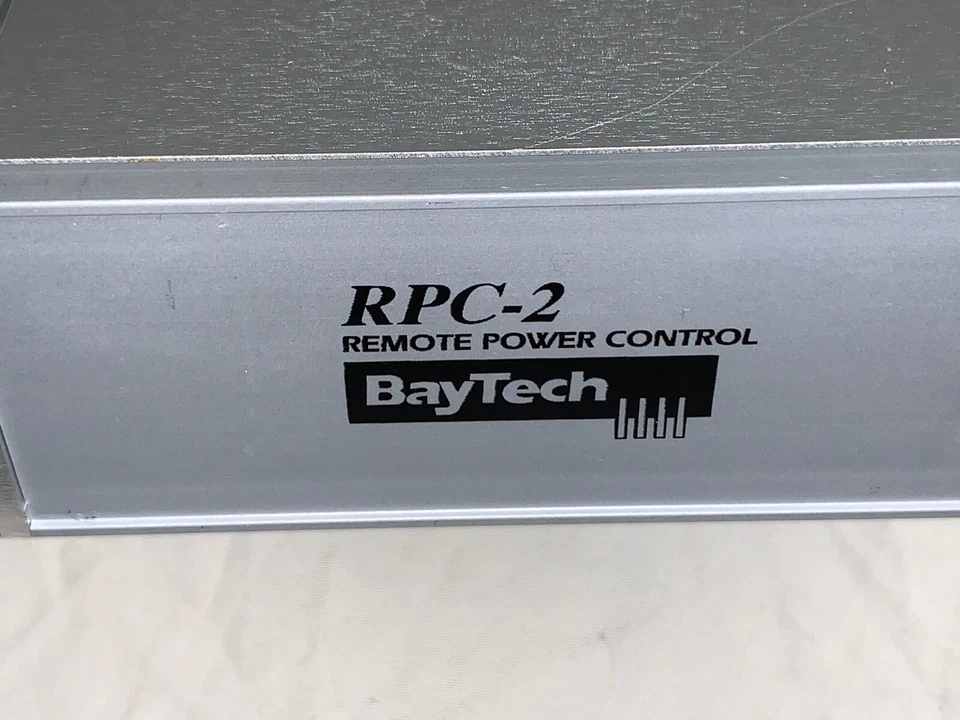 RPC-2
REMOTE POWER CONTROL
BayTech